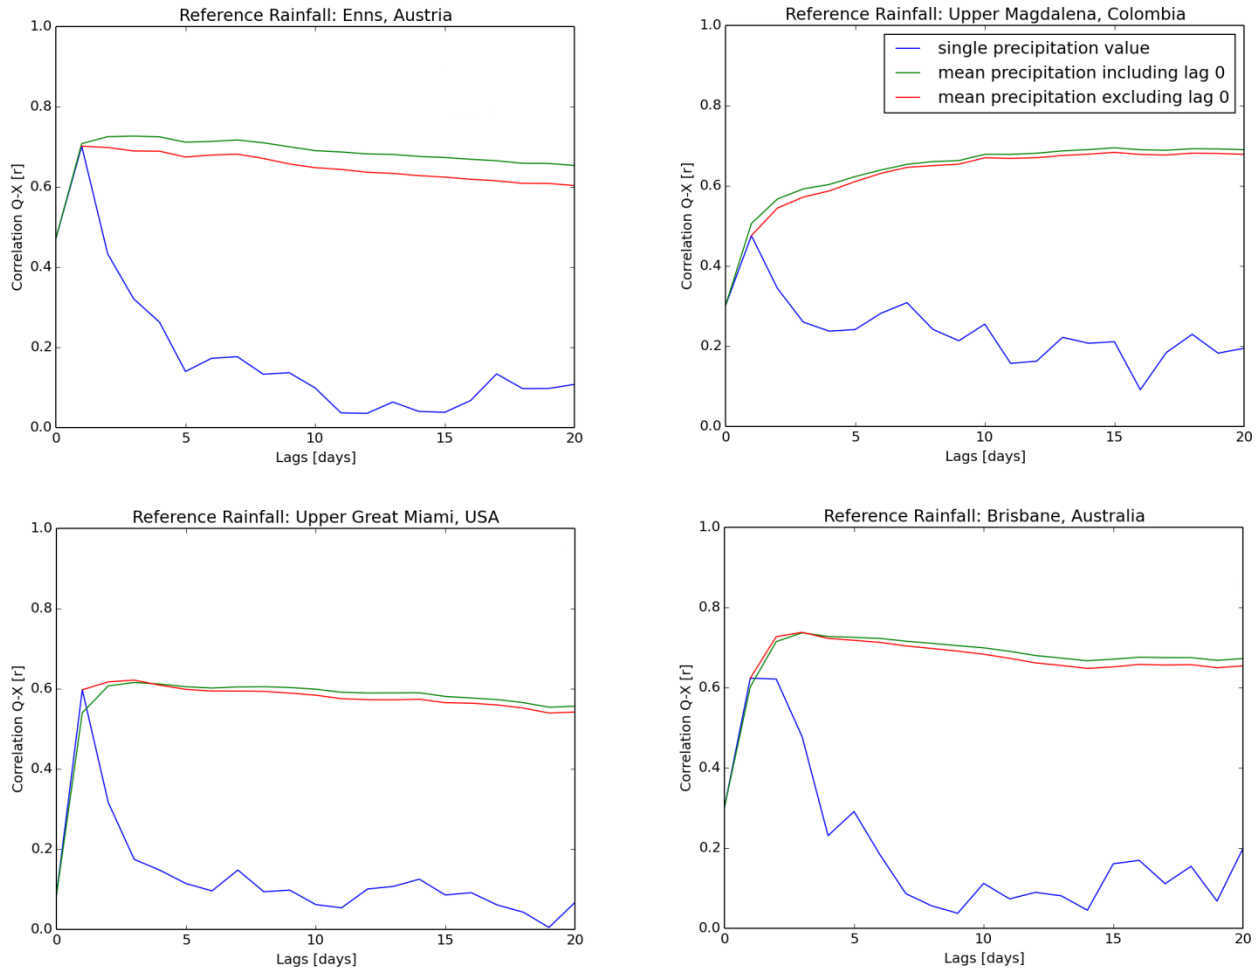 Reference Rainfall: Enns, Austria
1.0
0.8
0.6
0.4
0.2
0.0
Correlation Q-X [r]
0 5 10 15 20
Lags [days]
Reference Rainfall: Upper Magdalena, Colombia
single precipitation value
mean precipitation including lag 0
mean precipitation excluding lag 0
1.0
0.8
0.6
0.4
0.2
0.0
Correlation Q-X [r]
0 5 10 15 20
Lags [days]
Reference Rainfall: Upper Great Miami, USA
1.0
0.8
0.6
0.4
0.2
0.0
Correlation Q-X [r]
0 5 10 15 20
Lags [days]
Reference Rainfall: Brisbane, Australia
1.0
0.8
0.6
0.4
0.2
0.0
Correlation Q-X [r]
0 5 10 15 20
Lags [days]